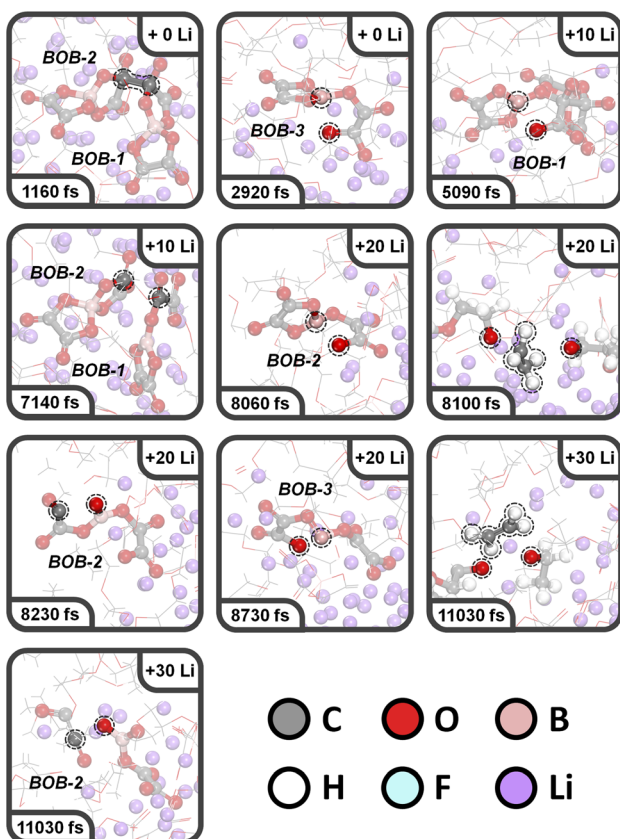 + 0 Li
BOB-2
BOB-1
1160 fs
+ 0 Li
BOB-3
2920 fs
+10 Li
BOB-1
5090 fs
+10 Li
BOB-2
BOB-1
7140 fs
+20 Li
BOB-2
8060 fs
+20 Li
8100 fs
+20 Li
BOB-2
8230 fs
+20 Li
BOB-3
8730 fs
+30 Li
11030 fs
+30 Li
BOB-2
11030 fs
C O B
H F Li